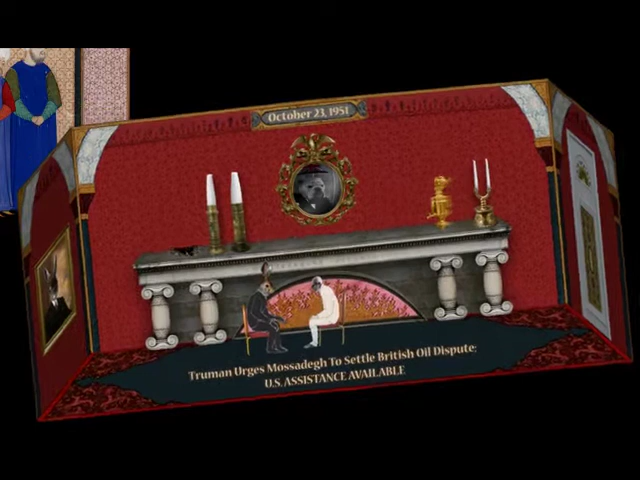 October 23, 1951
Truman Urges Mossadegh To Settle British Oil Dispute:
U.S. ASSISTANCE AVAILABLE